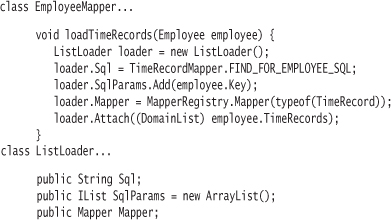 class EmployeeMapper...
void loadTimeRecords(Employee employee) {
ListLoader loader = new ListLoader();
loader.Sql = TimeRecordMapper.FIND_FOR_EMPLOYEE_SQL;
loader.SqlParams.Add(employee.Key);
loader.Mapper = MapperRegistry.Mapper(typeof(TimeRecord));
loader.Attach((DomainList) employee.TimeRecords);
}
class ListLoader...
public String Sql;
public IList SqlParams = new ArrayList();
public Mapper Mapper;